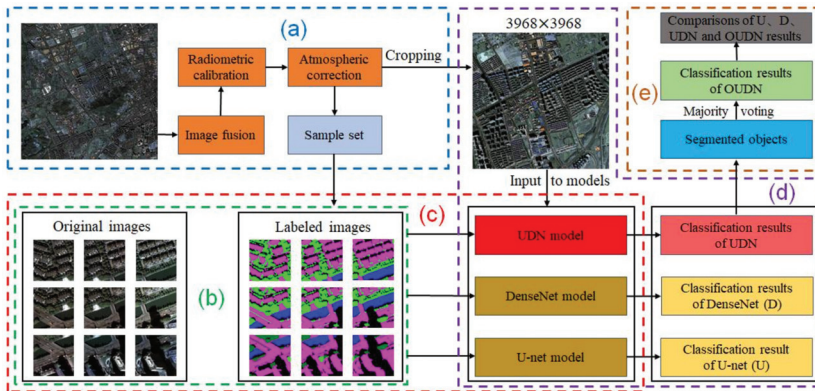 (a)
Radiometric
calibration
Atmospheric
correction
Cropping
Image fusion
Sample set
3968×3968
Input to models
Comparisons of U、D、
UDN and OUDN results
Classification results
of OUDN
(e)
Majority voting
Segmented objects
(d)
(c)
Original images
Labeled images
(b)
UDN model
DenseNet model
U-net model
Classification results
of UDN
Classification results
of DenseNet (D)
Classification result
of U-net (U)